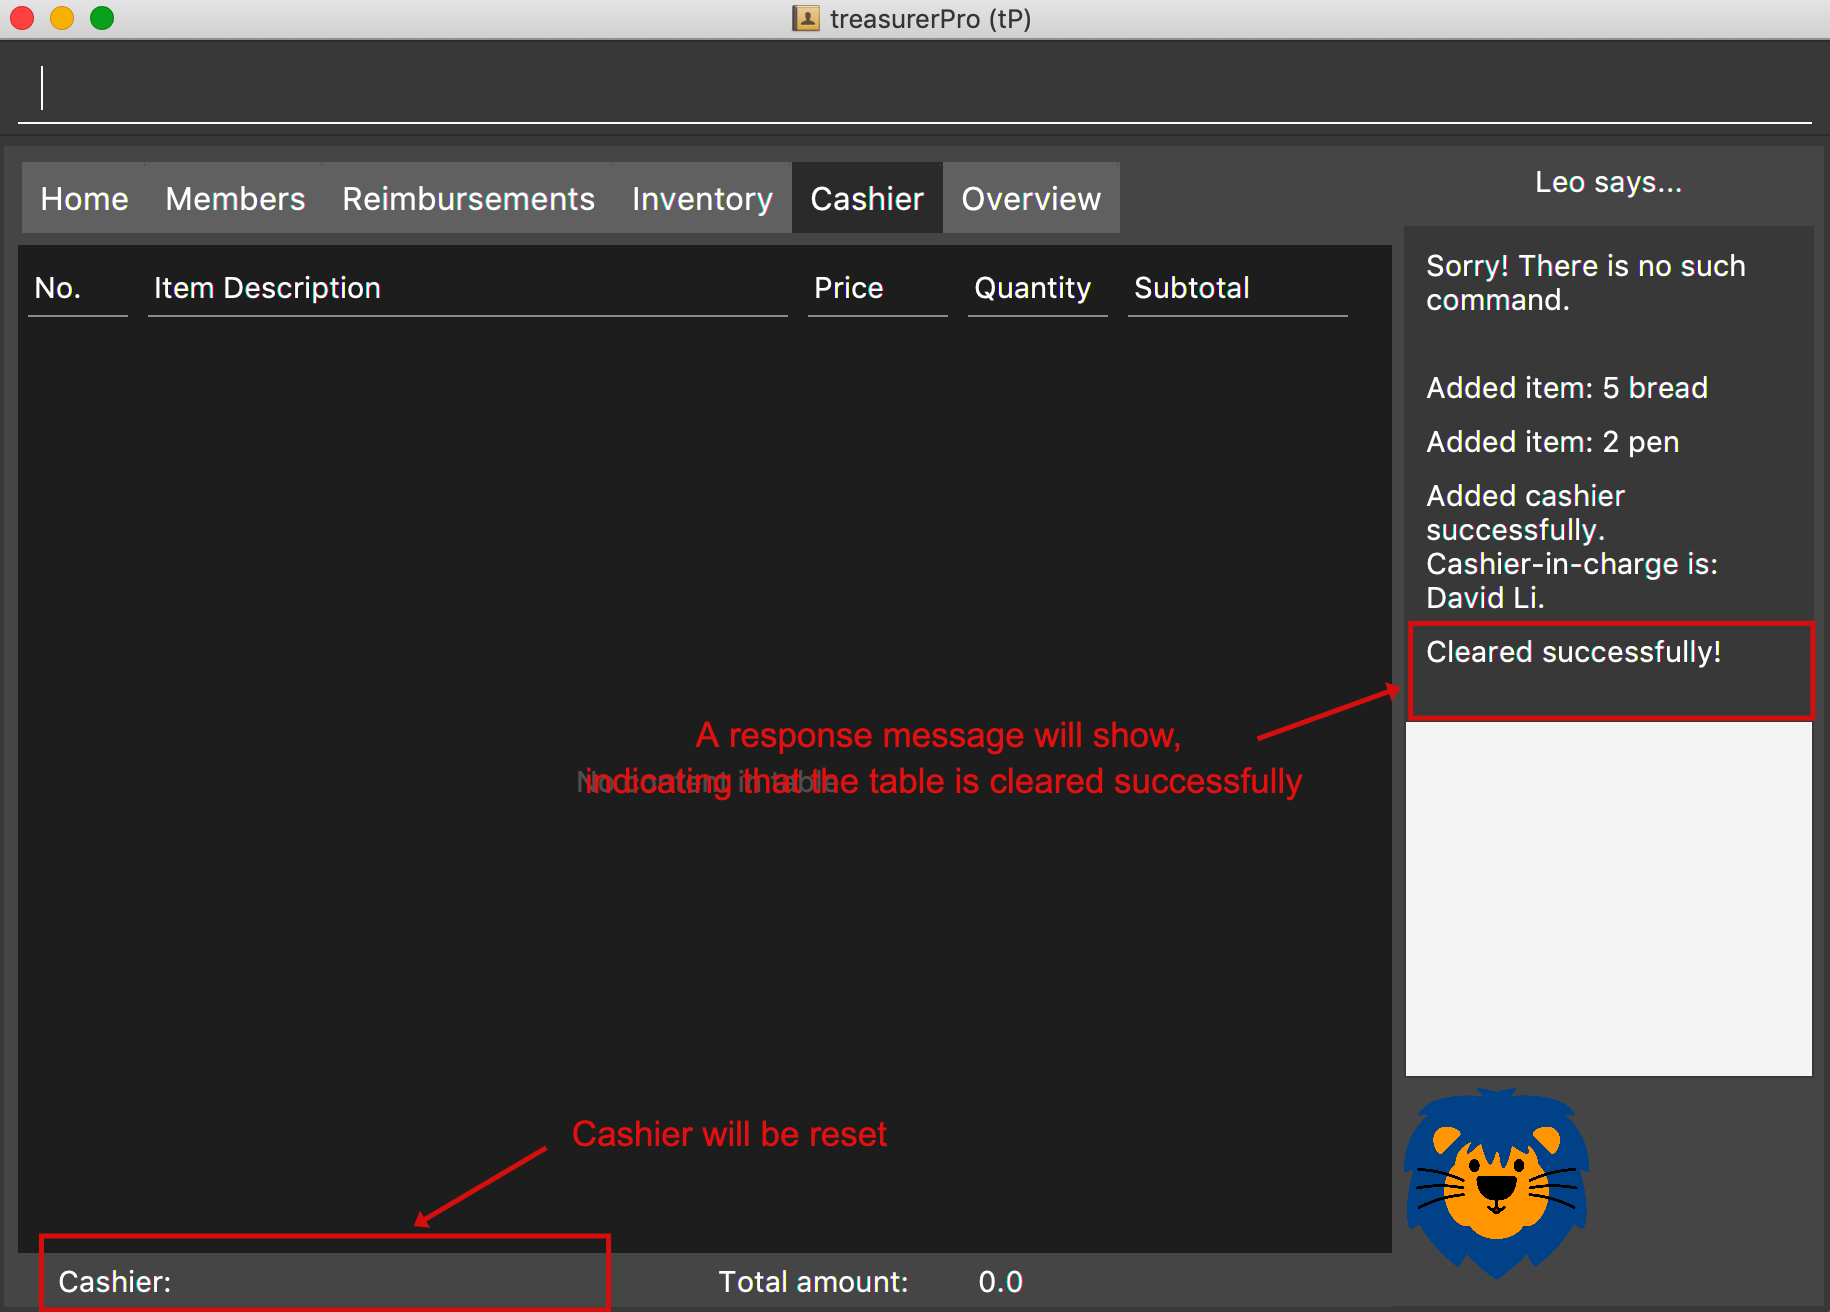 treasurerPro (tP)
Home Members Reimbursements Inventory Cashier Overview
Leo says...
No. Item Description Price Quantity Subtotal
Sorry! There is no such
command.
Added item: 5 bread
Added item: 2 pen
Added cashier
successfully.
Cashier-in-charge is:
David Li.
Cleared successfully!
A response message will show,
indicating that the table is cleared successfully
No content in table
Cashier will be reset
Cashier: Total amount: 0.0